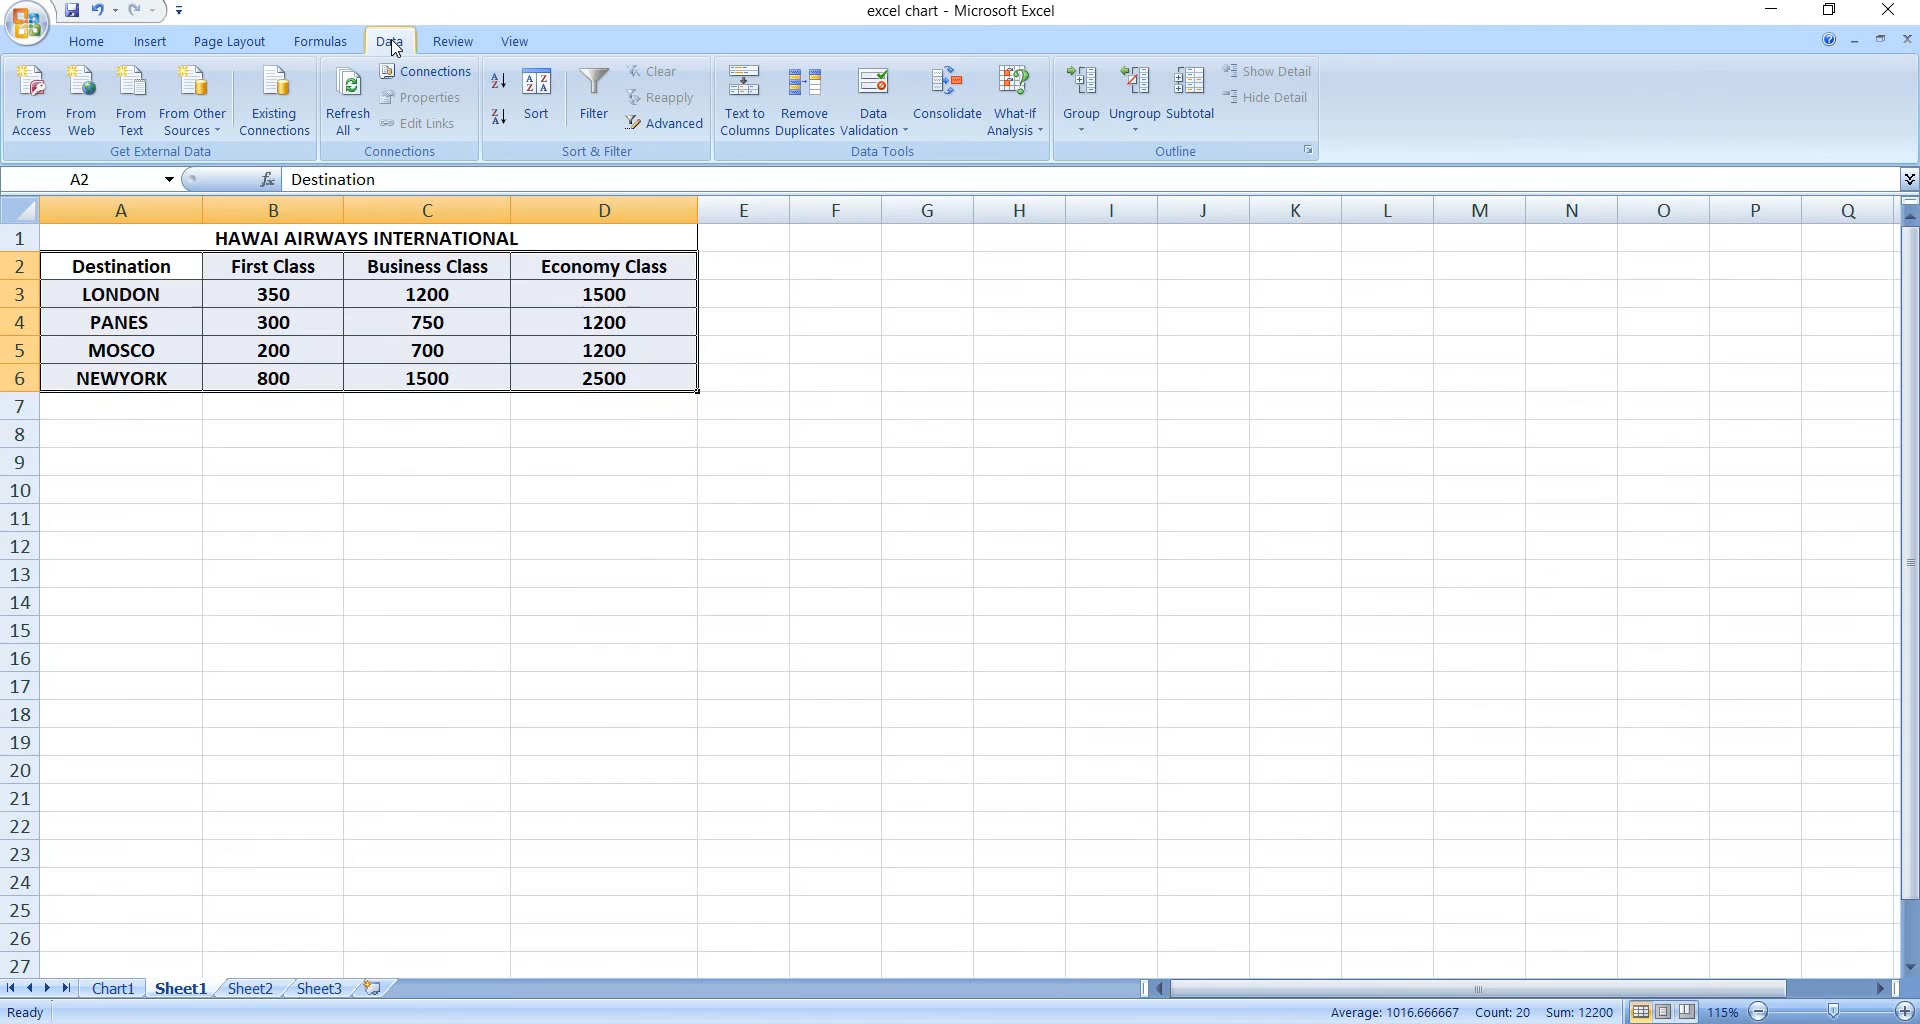 excel chart - Microsoft Excel
Home Insert Page Layout Formulas Data Review View
From Access
From Web
From Text
From Other Sources
Existing Connections
Get External Data
Refresh All
Connections
Properties
Edit Links
Connections
Sort
Filter
Clear
Reapply
Advanced
Sort & Filter
Text to Columns
Remove Duplicates
Data Validation
Consolidate
What-If Analysis
Data Tools
Group
Ungroup
Subtotal
Show Detail
Hide Detail
Outline
A2 fx Destination
A B C D E F G H I J K L M N O P Q
1 HAWAI AIRWAYS INTERNATIONAL
2 Destination First Class Business Class Economy Class
3 LONDON 350 1200 1500
4 PANES 300 750 1200
5 MOSCO 200 700 1200
6 NEWYORK 800 1500 2500
7
8
9
10
11
12
13
14
15
16
17
18
19
20
21
22
23
24
25
26
27
Chart1 Sheet1 Sheet2 Sheet3
Ready Average: 1016.666667 Count: 20 Sum: 12200 115%